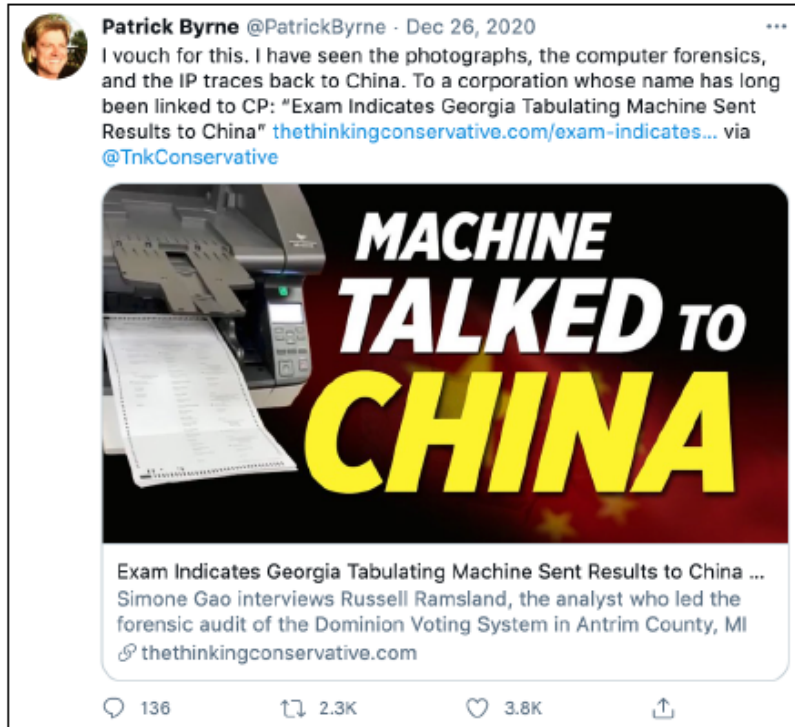 Patrick Byrne @PatrickByrne · Dec 26, 2020
I vouch for this. I have seen the photographs, the computer forensics,
and the IP traces back to China. To a corporation whose name has long
been linked to CP: “Exam Indicates Georgia Tabulating Machine Sent
Results to China” thethinkingconservative.com/exam-indicates... via
@TnkConservative
MACHINE
TALKED TO
CHINA
Exam Indicates Georgia Tabulating Machine Sent Results to China ...
Simone Gao interviews Russell Ramsland, the analyst who led the
forensic audit of the Dominion Voting System in Antrim County, MI
thethinkingconservative.com
136 2.3K 3.8K